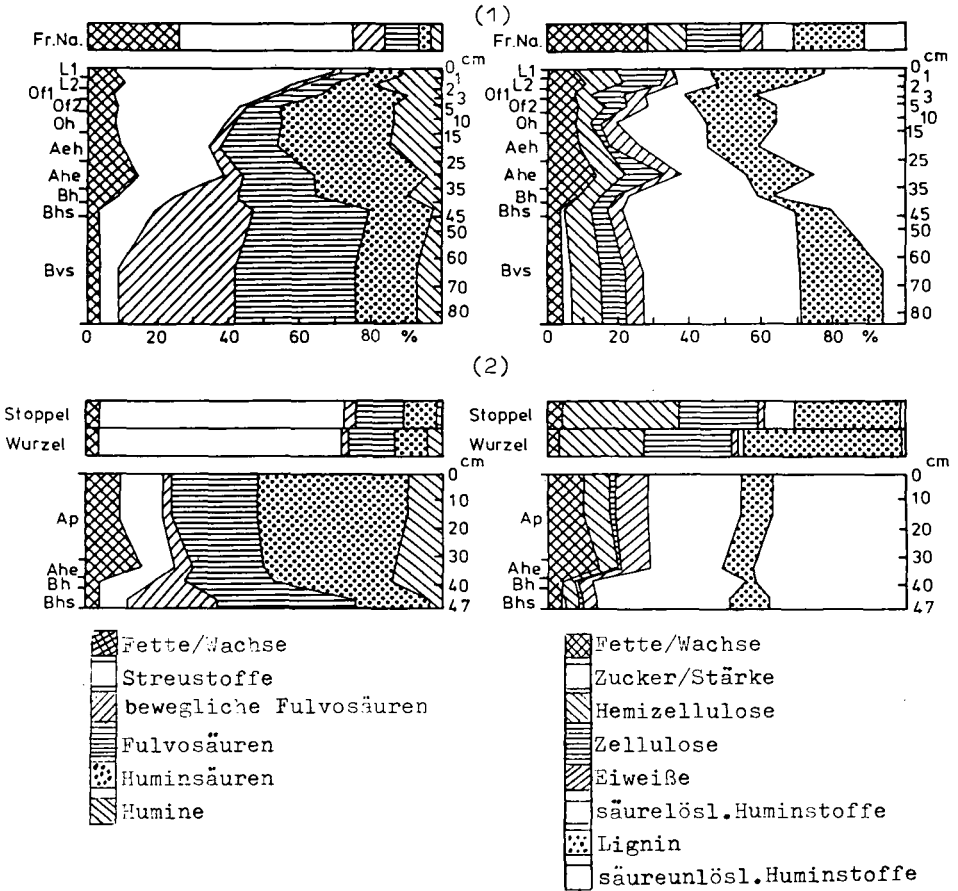 (1)
Fr.Na.
Fr.Na.
0 cm
0 cm
L1
L2
Of1
Of2
Oh
Aeh
Ahe
Bh
Bhs
Bvs
1
3
5
10
15
25
35
45
50
60
70
80
L1
L2
Of1
Of2
Oh
Aeh
Ahe
Bh
Bhs
Bvs
1
3
5
10
15
25
35
45
50
60
70
80
0 20 40 60 80 %
0 20 40 60 80 %
(2)
Stoppel
Wurzel
Stoppel
Wurzel
cm
cm
Ap
Ahe
Bh
Bhs
0
10
20
30
40
47
Ap
Ahe
Bh
Bhs
0
10
20
30
40
47
Fette/Wachse
Streustoffe
bewegliche Fulvosäuren
Fulvosäuren
Huminsäuren
Humine
Fette/Wachse
Zucker/Stärke
Hemizellulose
Zellulose
Eiweiße
säurelösl.Huminstoffe
Lignin
säureunlösl.Huminstoffe